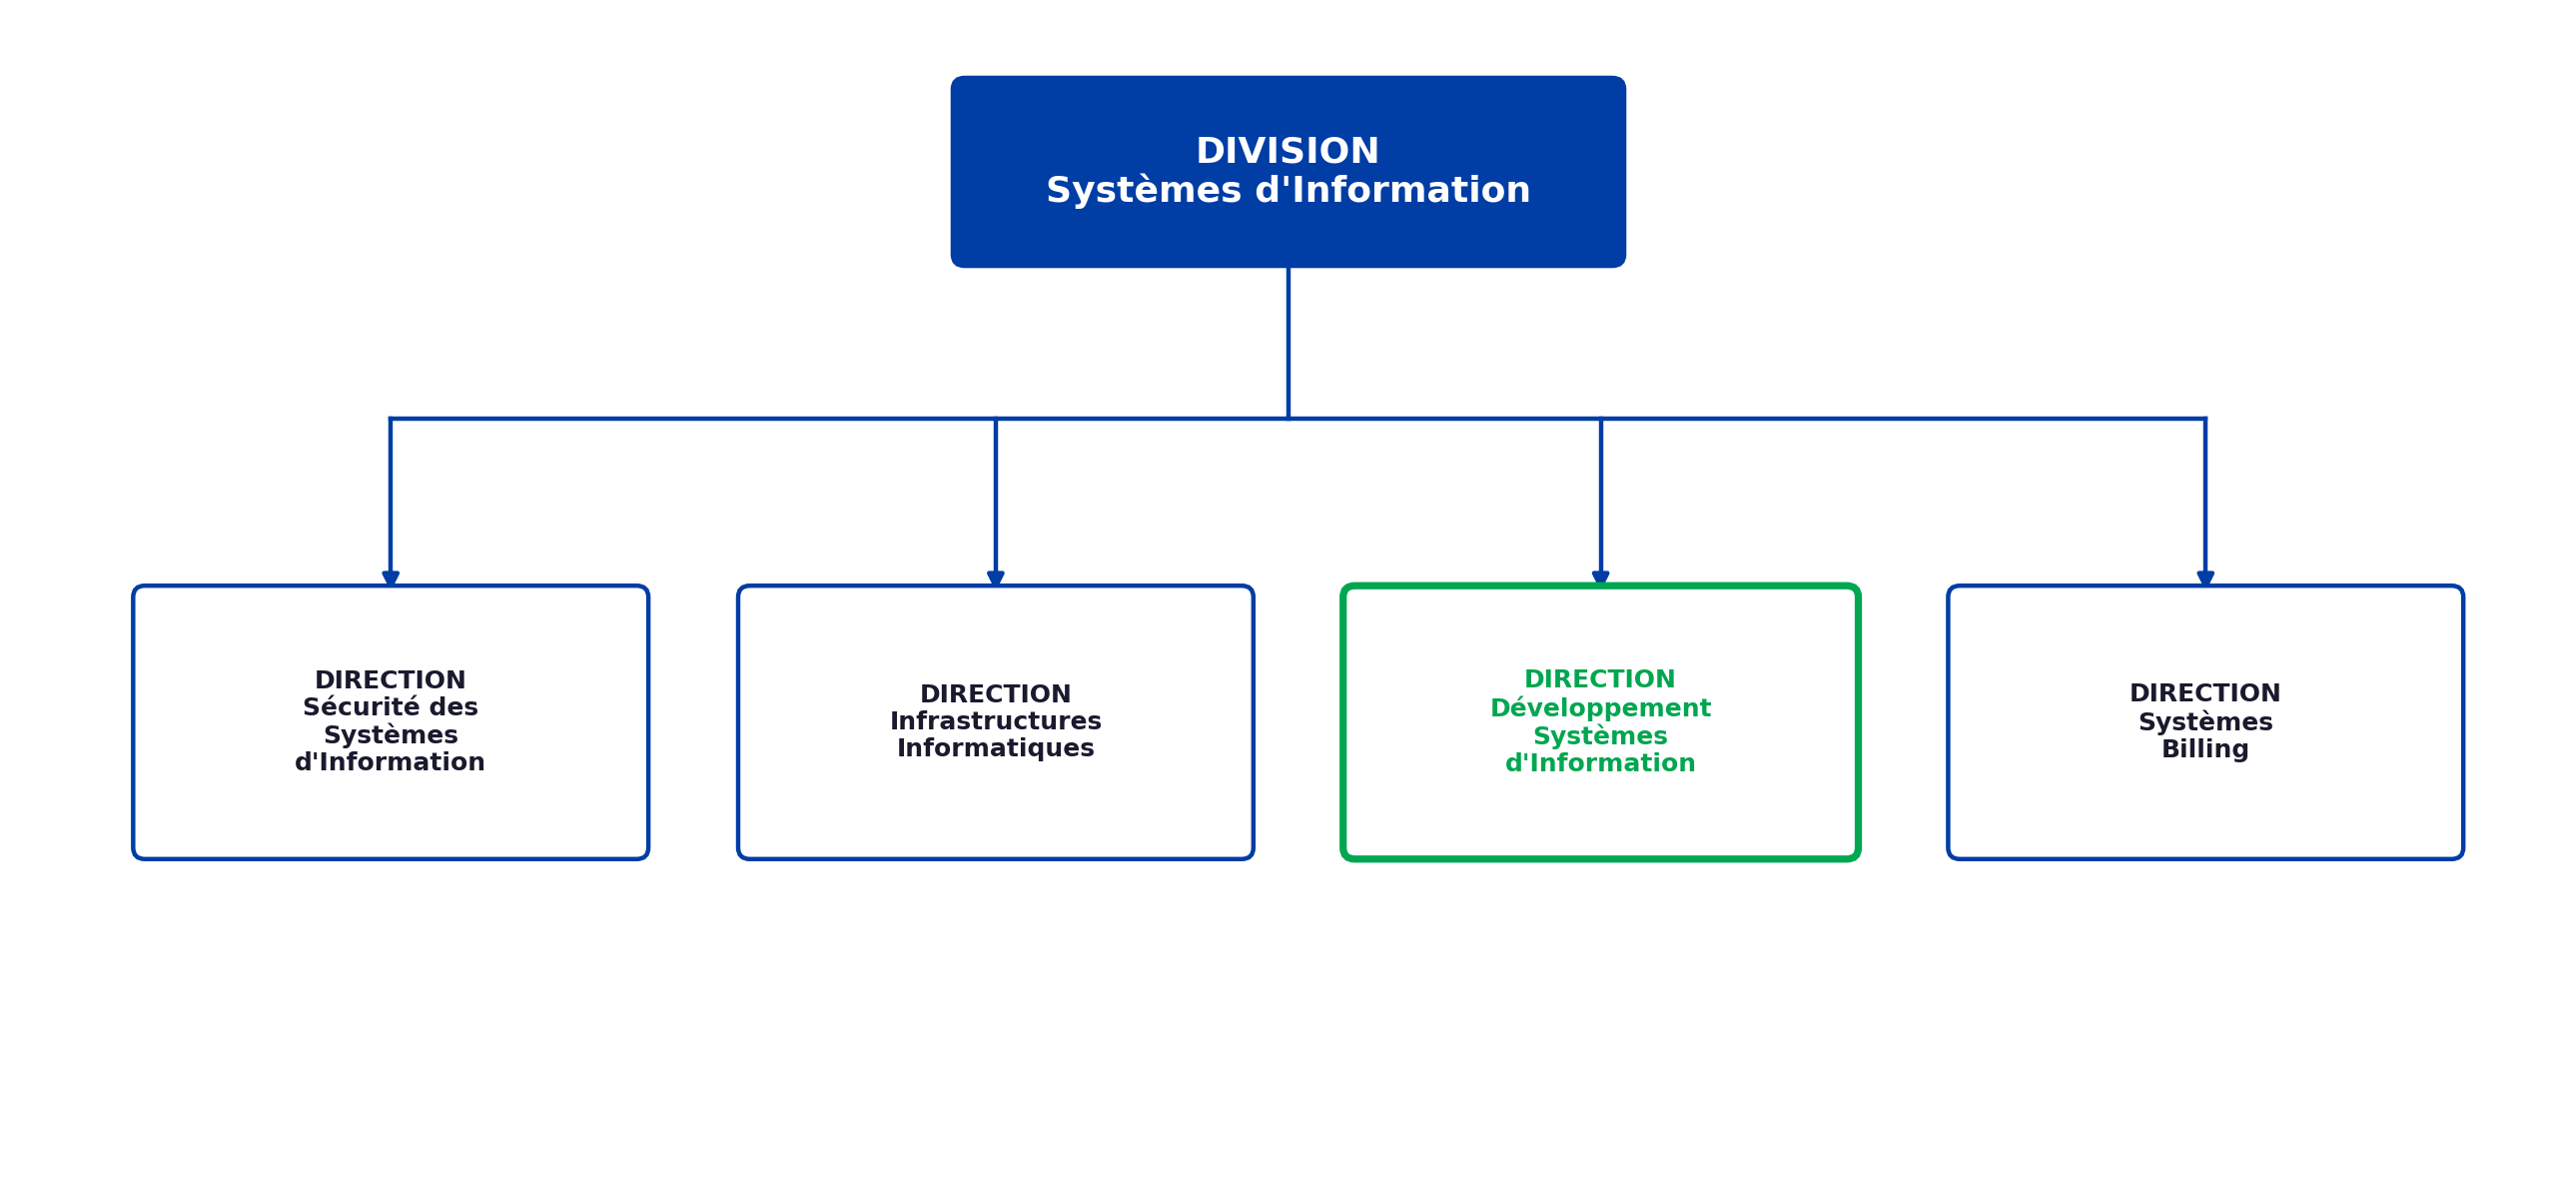 DIVISION
Systèmes d'Information
DIRECTION
Sécurité des
Systèmes
d'Information
DIRECTION
Infrastructures
Informatiques
DIRECTION
Développement
Systèmes
d'Information
DIRECTION
Systèmes
Billing